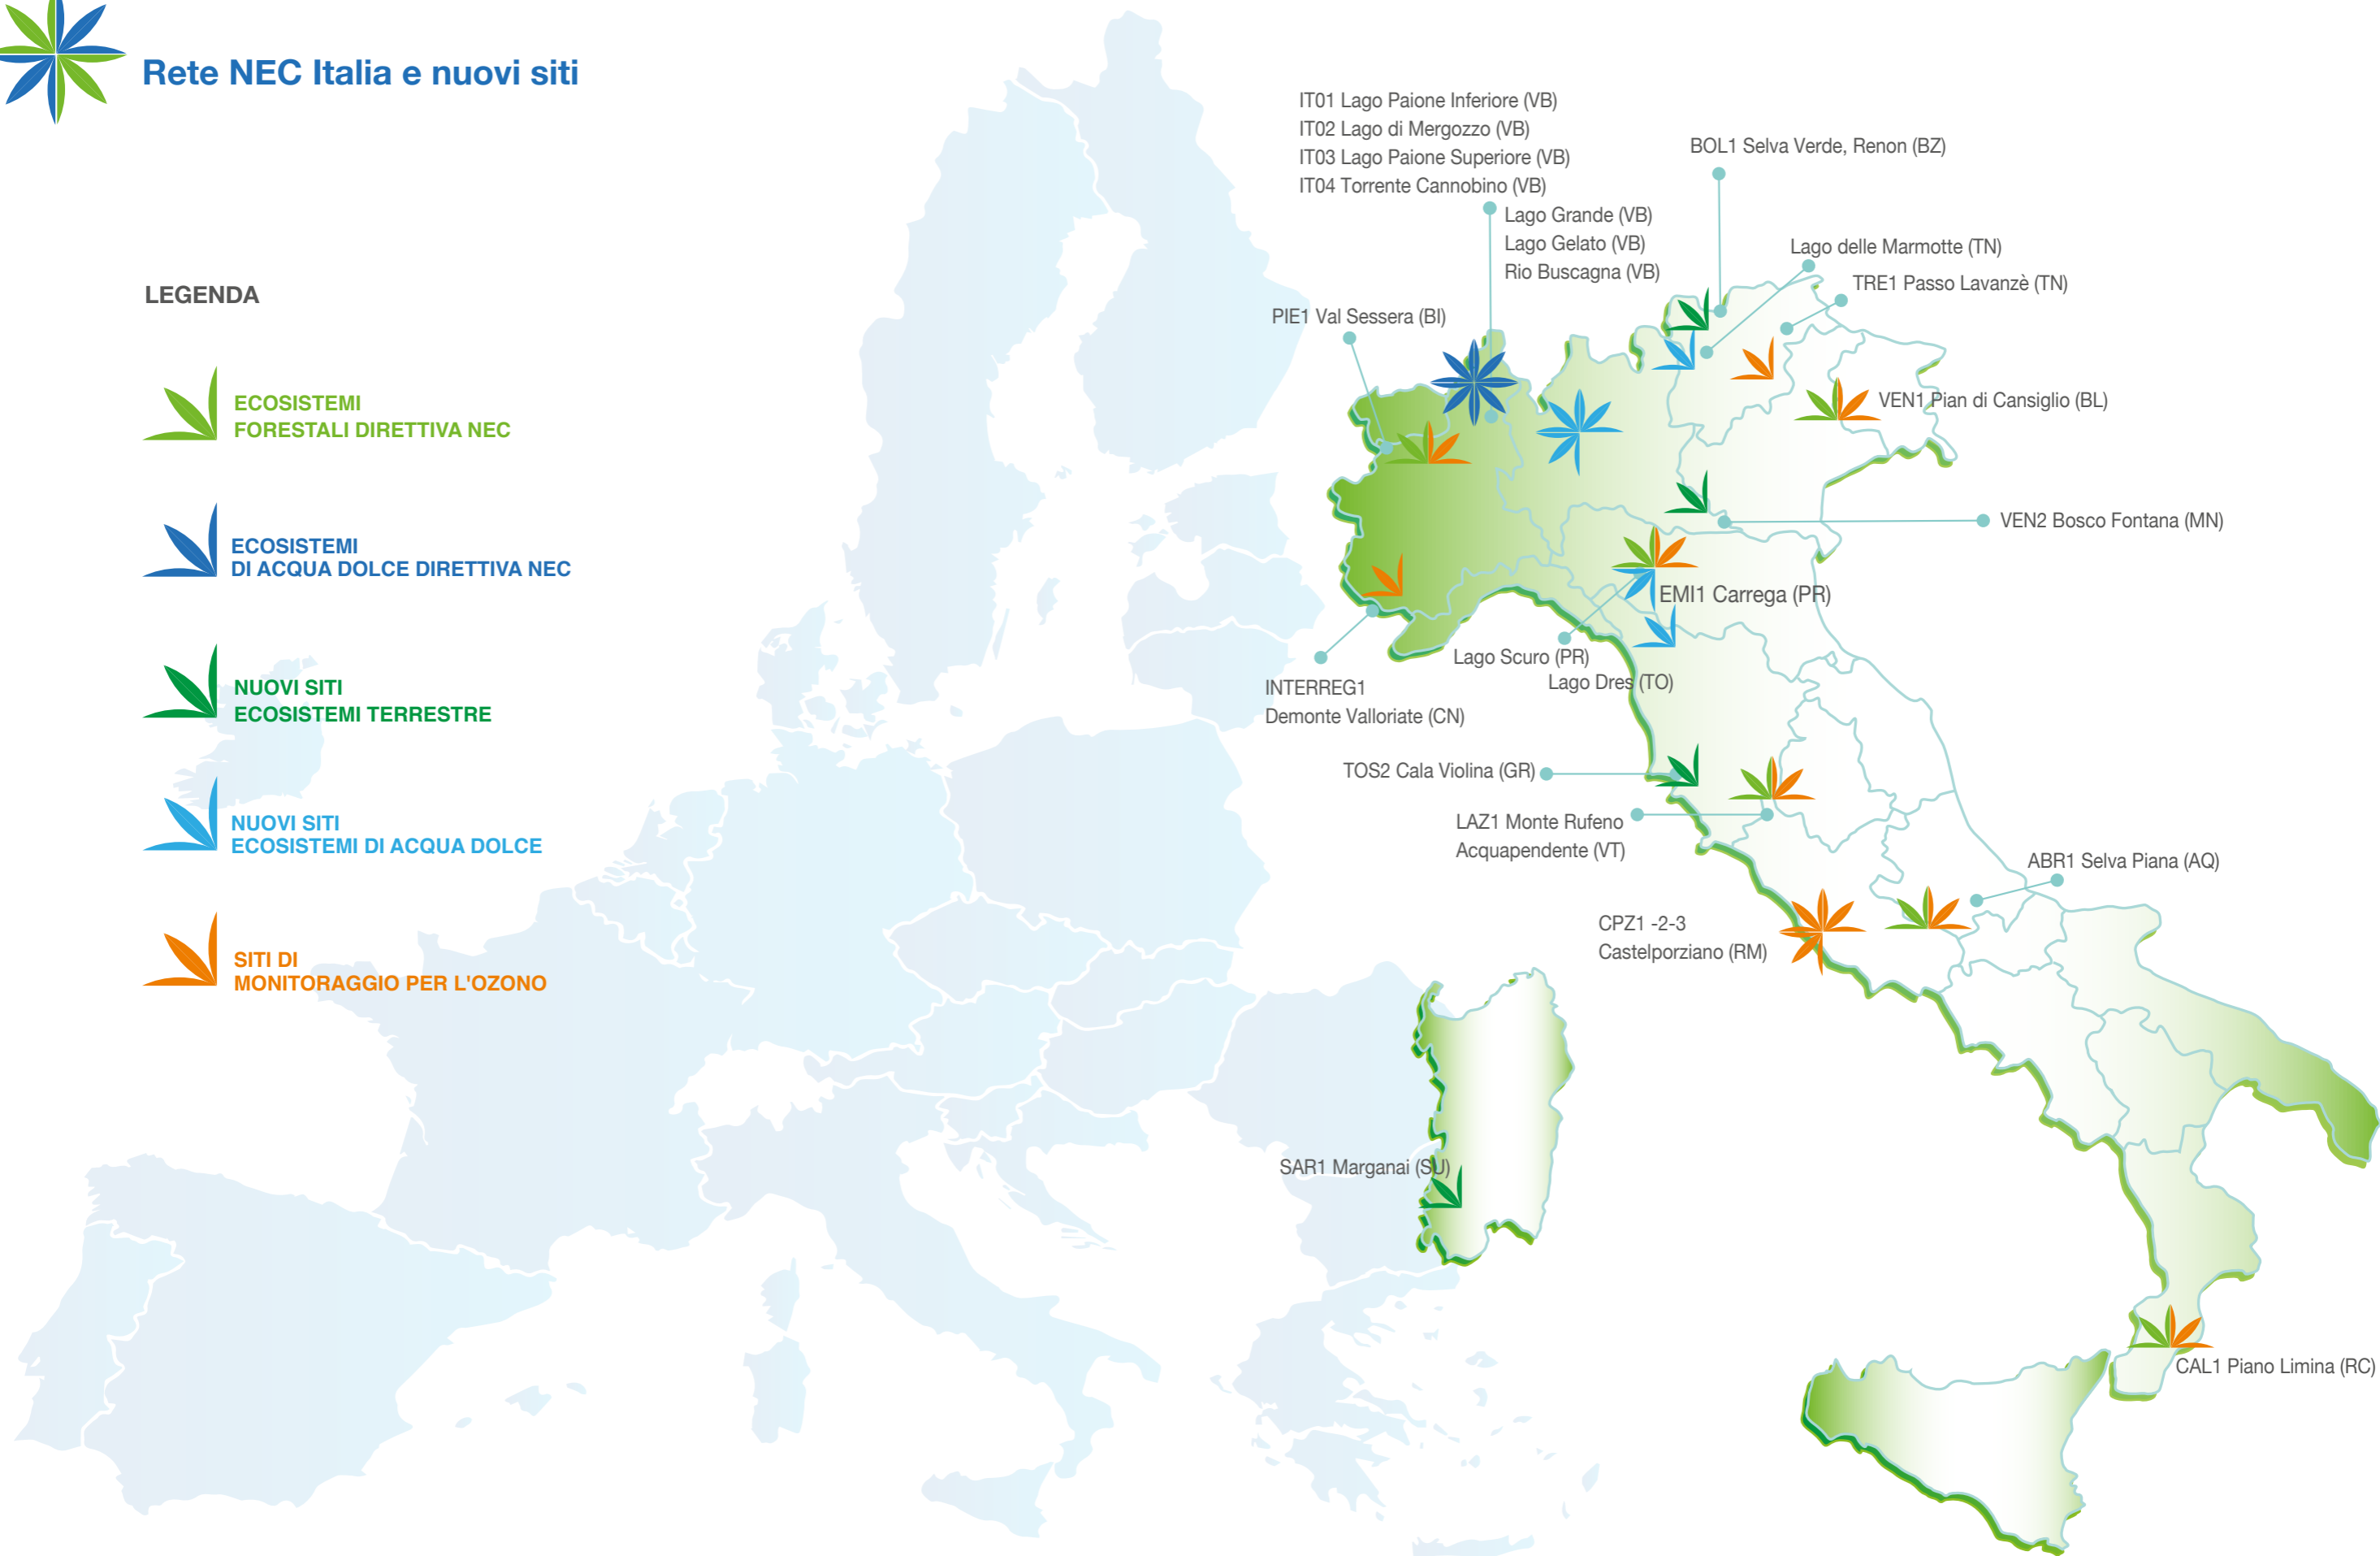 Rete NEC Italia e nuovi siti
LEGENDA
ECOSISTEMI
FORESTALI DIRETTIVA NEC
ECOSISTEMI
DI ACQUA DOLCE DIRETTIVA NEC
NUOVI SITI
ECOSISTEMI TERRESTRE
NUOVI SITI
ECOSISTEMI DI ACQUA DOLCE
SITI DI
MONITORAGGIO PER L'OZONO
IT01 Lago Paione Inferiore (VB)
IT02 Lago di Mergozzo (VB)
IT03 Lago Paione Superiore (VB)
IT04 Torrente Cannobino (VB)
Lago Grande (VB)
Lago Gelato (VB)
Rio Buscagna (VB)
BOL1 Selva Verde, Renon (BZ)
Lago delle Marmotte (TN)
TRE1 Passo Lavanzè (TN)
PIE1 Val Sessera (BI)
VEN1 Pian di Cansiglio (BL)
VEN2 Bosco Fontana (MN)
EMI1 Carrega (PR)
Lago Scuro (PR)
Lago Dres (TO)
INTERREG1
Demonte Valloriate (CN)
TOS2 Cala Violina (GR)
LAZ1 Monte Rufeno
Acquapendente (VT)
ABR1 Selva Piana (AQ)
CPZ1 -2-3
Castelporziano (RM)
SAR1 Marganai (SU)
CAL1 Piano Limina (RC)